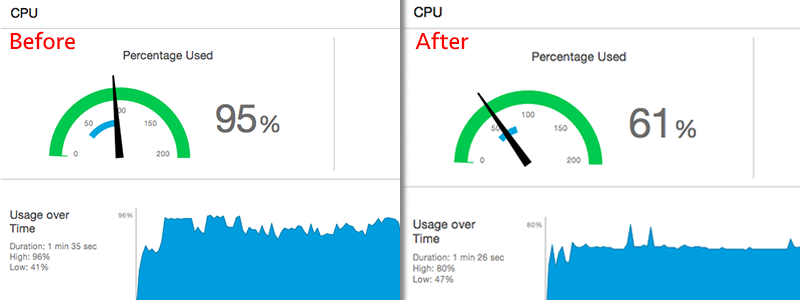 CPU
Before
Percentage Used
0
50
100
150
200
95%
Usage over
Time
Duration: 1 min 35 sec
High: 96%
Low: 41%
96%
CPU
After
Percentage Used
0
50
100
150
200
61%
Usage over
Time
Duration: 1 min 26 sec
High: 80%
Low: 47%
80%